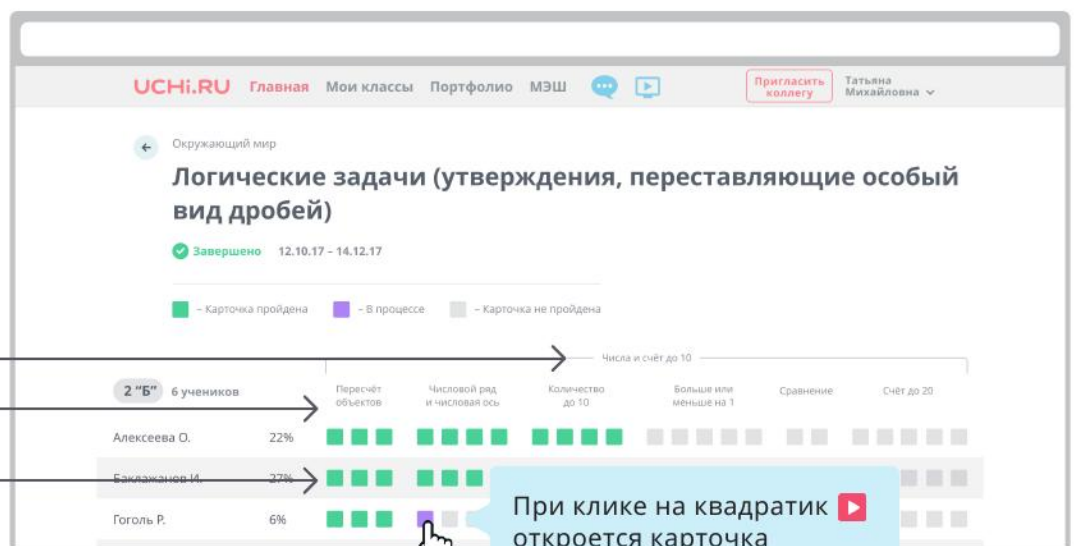 UCHi.RU Главная Мои классы Портфолио МЭШ Пригласить коллегу Татьяна Михайловна
Окружающий мир
Логические задачи (утверждения, переставляющие особый
вид дробей)
Завершено 12.10.17 – 14.12.17
– Карточка пройдена – В процессе – Карточка не пройдена
Числа и счёт до 10
2 "Б" 6 учеников
Пересчёт
объектов
Числовой ряд
и числовая ось
Количество
до 10
Больше или
меньше на 1
Сравнение
Счёт до 20
Алексеева О. 22%
Баклажанов И. 27%
Гоголь Р. 6%
При клике на квадратик
откроется карточка